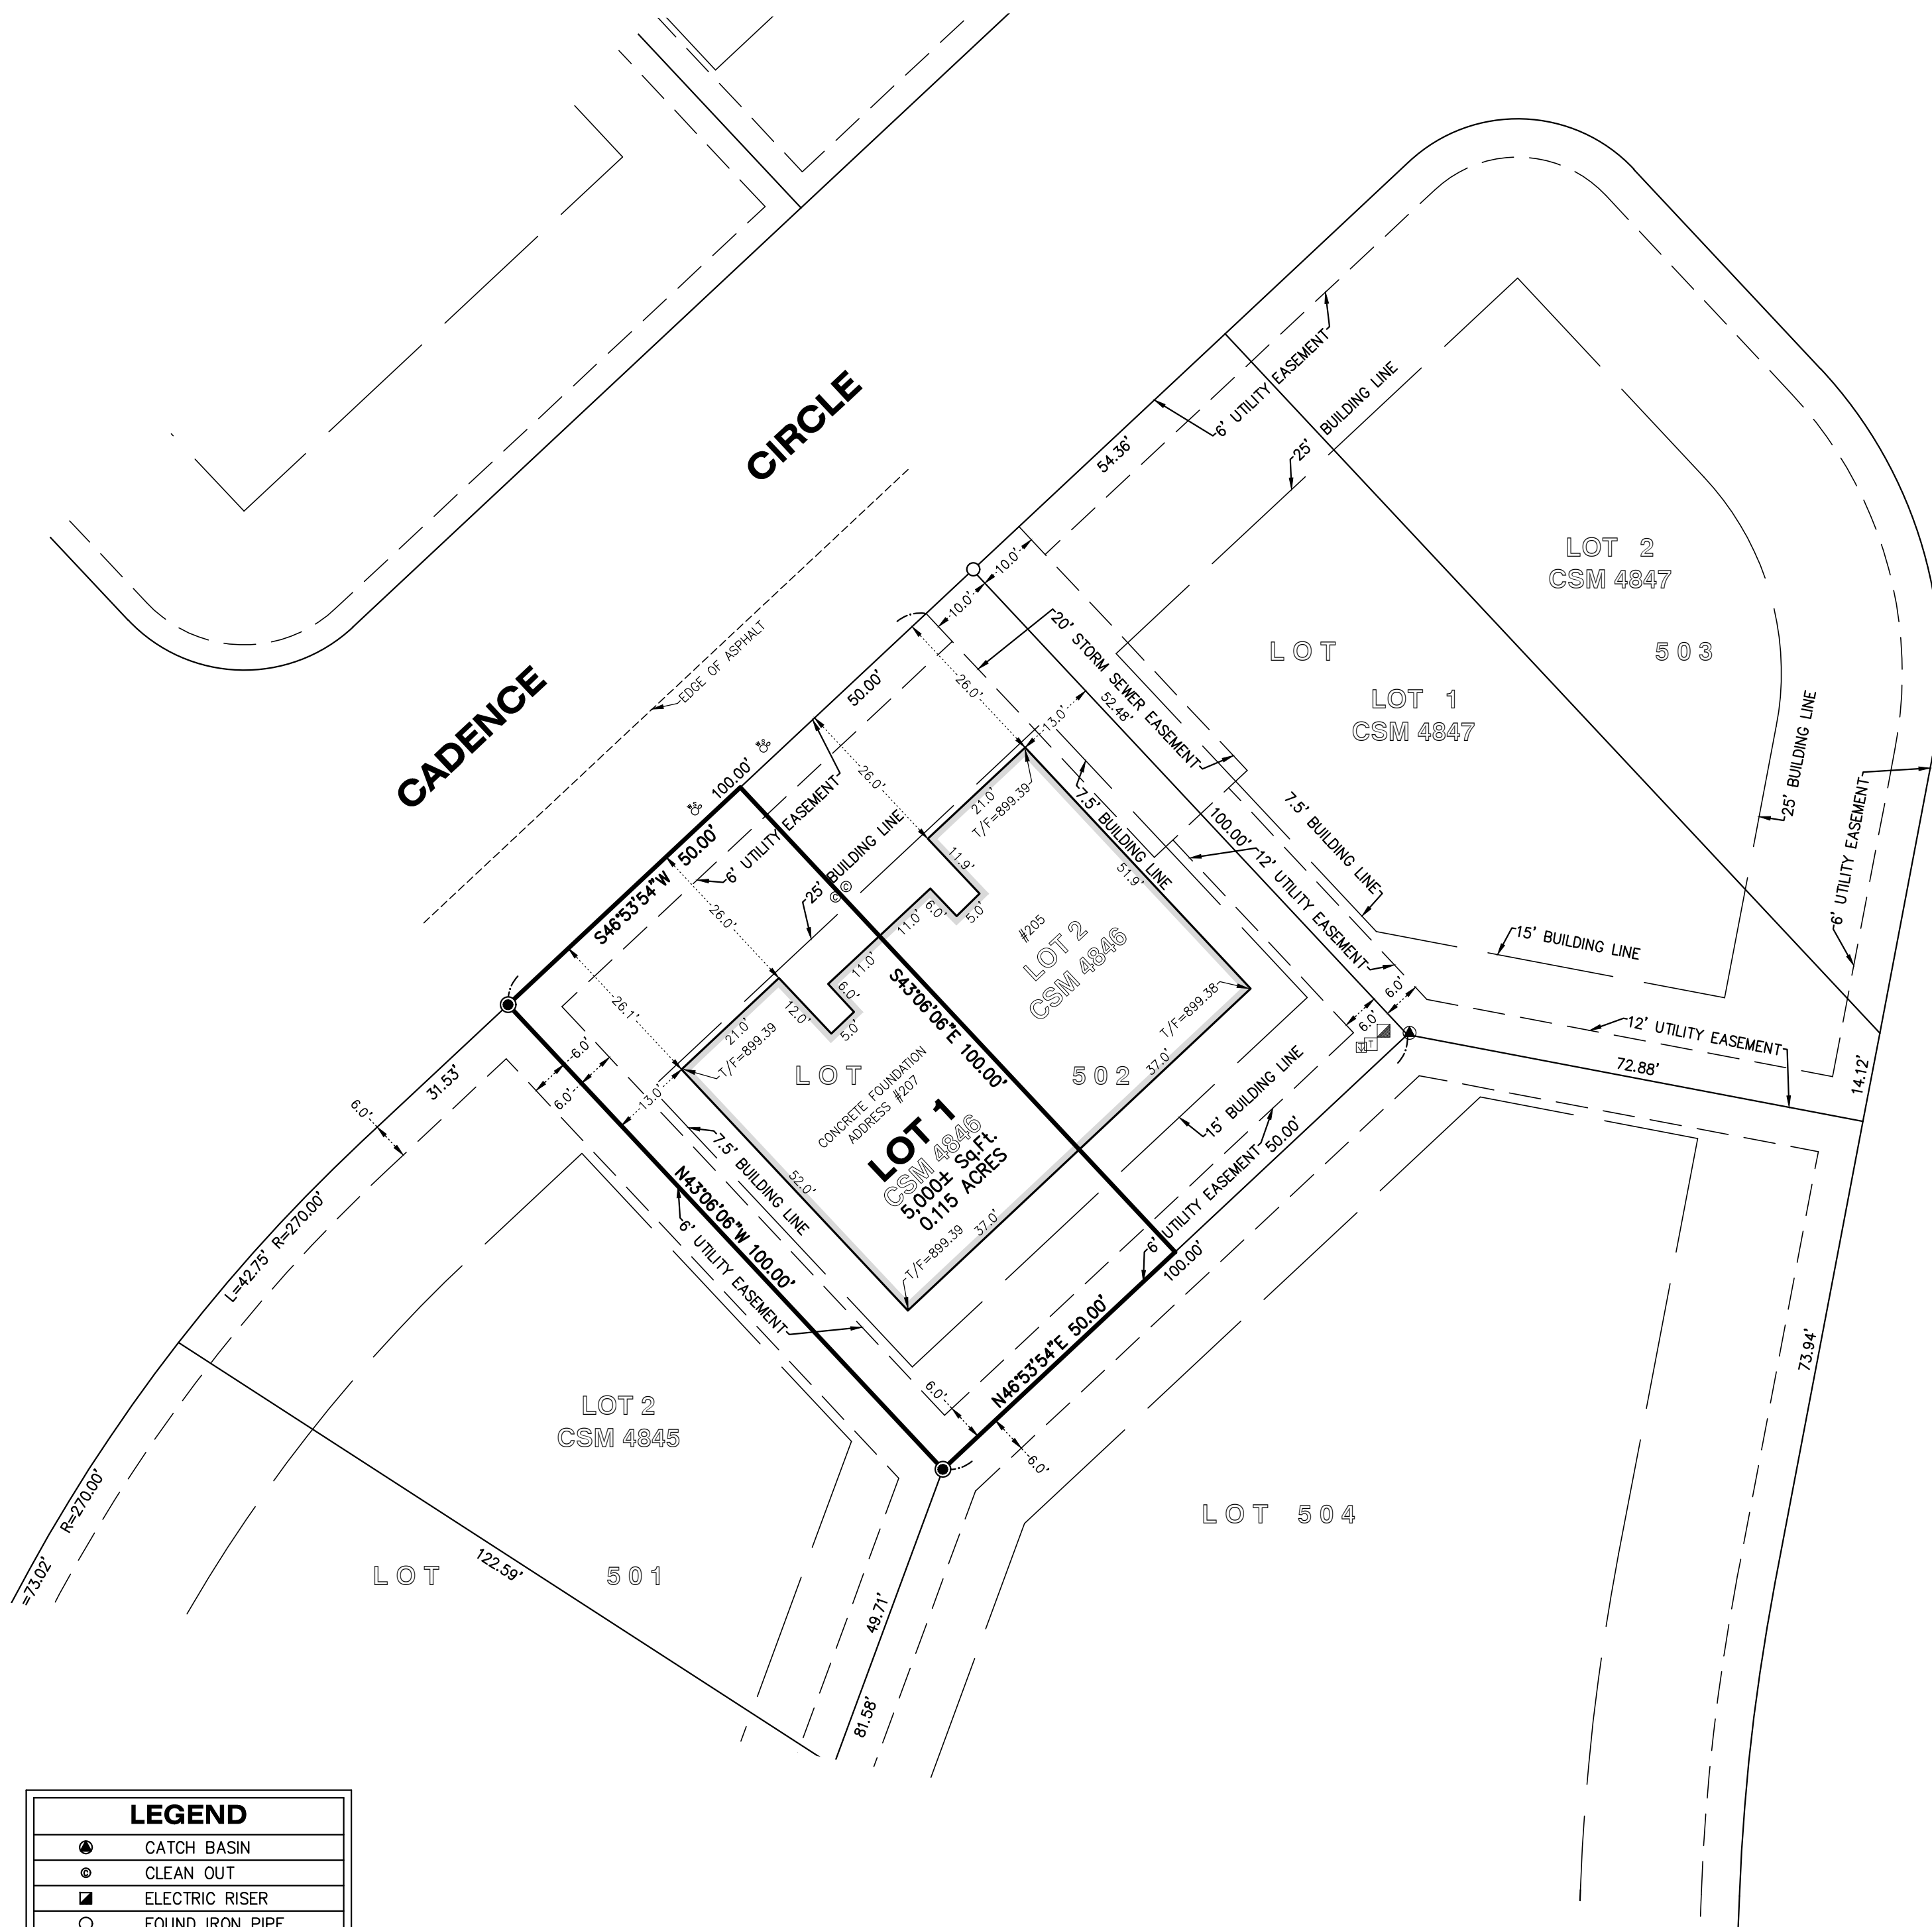 CIRCLE
CADENCE
EDGE OF ASPHALT
54.36'
6' UTILITY EASEMENT
25' BUILDING LINE
LOT 2
CSM 4847
LOT 503
LOT 1
CSM 4847
25' BUILDING LINE
6' UTILITY EASEMENT
10.0'
10.0'
20' STORM SEWER EASEMENT
52.48'
50.00'
26.0'
13.0'
100.00'
26.0'
21.0'
T/F=899.39
7.5' BUILDING LINE
7.5' BUILDING LINE
100.00'
12' UTILITY EASEMENT
15' BUILDING LINE
6' UTILITY EASEMENT
25' BUILDING LINE
S46°53'54"W 50.00'
26.0'
11.9'
51.9'
6.0'
5.0'
11.0'
11.0'
#205
LOT 2
CSM 4846
S43°06'06"E 100.00'
T/F=899.38
6.0'
6.0'
12' UTILITY EASEMENT
72.88'
14.12'
26.1'
12.0'
6.0'
5.0'
21.0'
T/F=899.39
37.0'
LOT 502
CONCRETE FOUNDATION
ADDRESS #207
LOT 1
CSM 4846
5,000± Sq.Ft.
0.115 ACRES
15' BUILDING LINE
50.00'
6' UTILITY EASEMENT
100.00'
6.0'
6.0'
13.0'
31.53'
6.0'
7.5' BUILDING LINE
52.0'
N43°06'06"W 100.00'
6' UTILITY EASEMENT
T/F=899.39
37.0'
L=42.75' R=270.00'
N46°53'54"E 50.00'
6.0'
6.0'
73.94'
LOT 2
CSM 4845
R=270.00'
=73.02'
LOT 501
122.59'
LOT 504
49.71'
81.58'
T
LEGEND
CATCH BASIN
C CLEAN OUT
ELECTRIC RISER
FOUND IRON PIPE